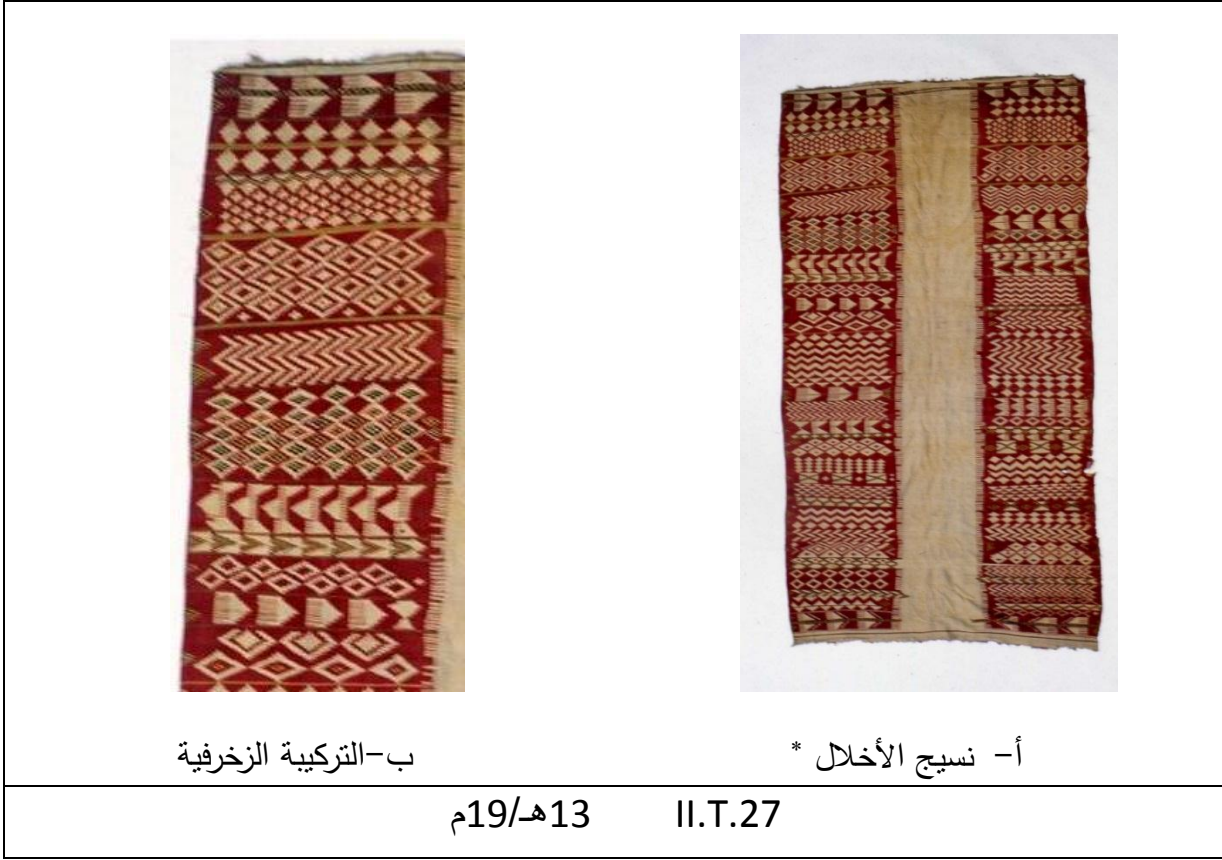 أ- نسيج الأخلال *
ب-التركيبة الزخرفية
II.T.27 13هـ/19م